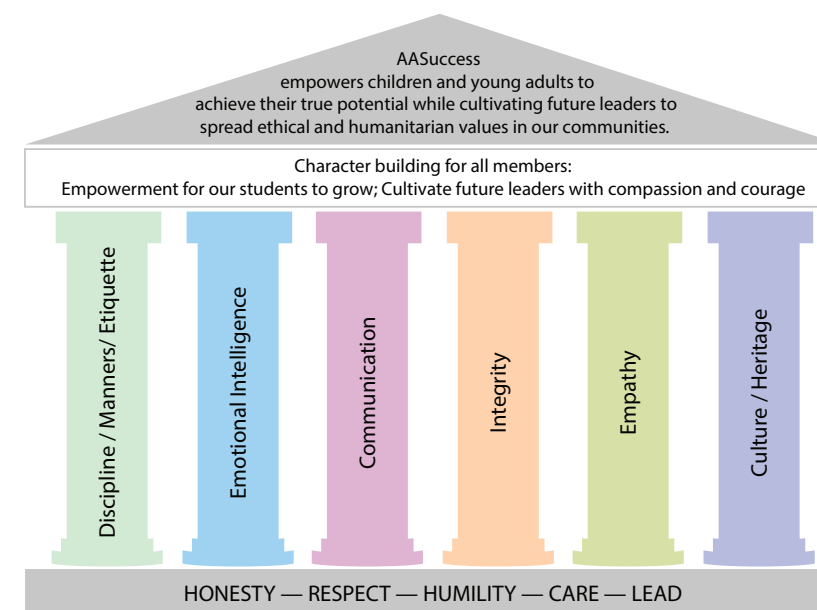 AASuccess
empowers children and young adults to
achieve their true potential while cultivating future leaders to
spread ethical and humanitarian values in our communities.
Character building for all members:
Empowerment for our students to grow; Cultivate future leaders with compassion and courage
Discipline / Manners/ Etiquette
Emotional Intelligence
Communication
Integrity
Empathy
Culture / Heritage
HONESTY — RESPECT — HUMILITY — CARE — LEAD